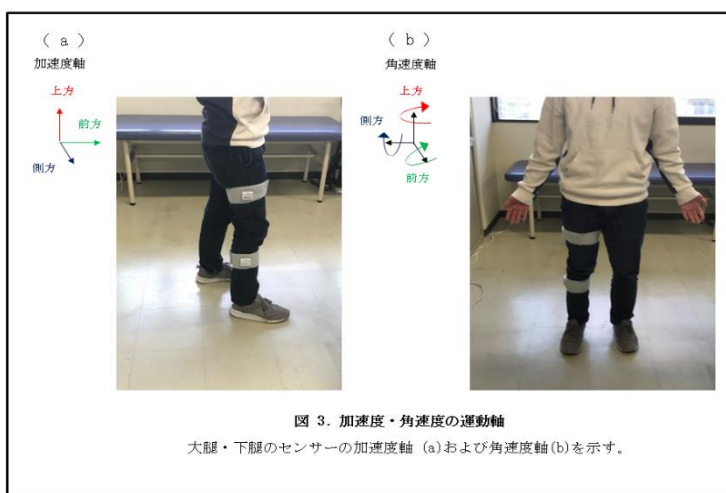 ( a )
加速度軸
上方
前方
側方
( b )
角速度軸
上方
側方
前方
図 3. 加速度・角速度の運動軸
大腿・下腿のセンサーの加速度軸 (a)および角速度軸(b)を示す。